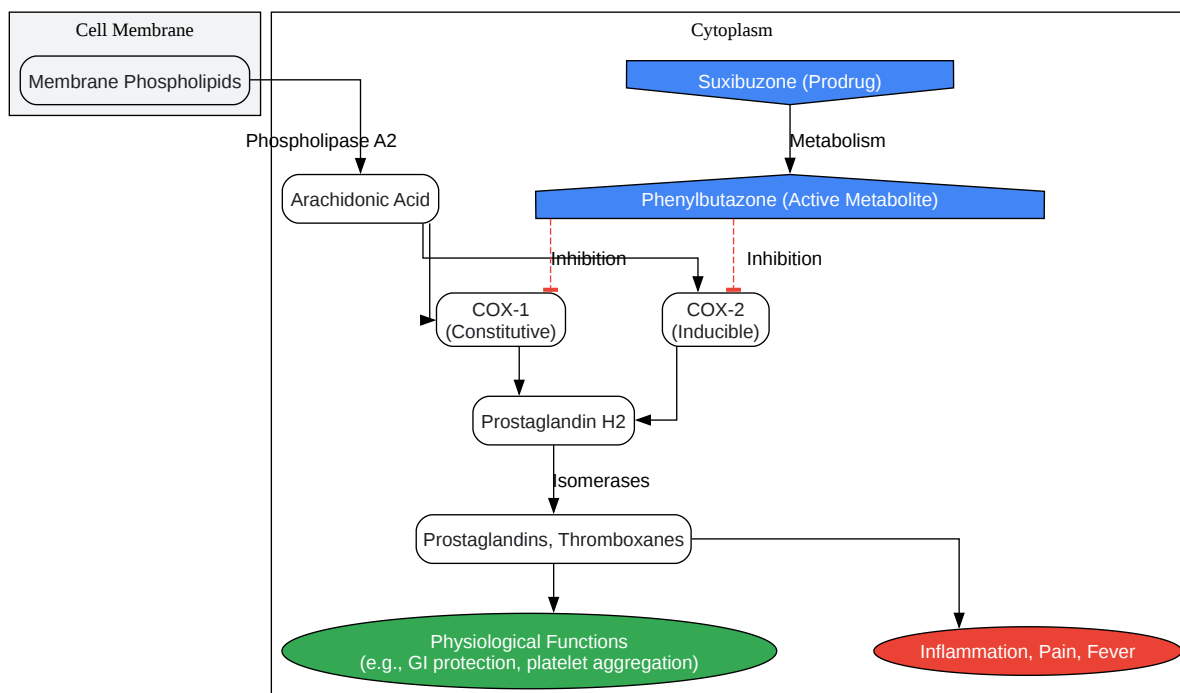 Cell Membrane
Cytoplasm
Membrane Phospholipids
Suxibuzone (Prodrug)
Phospholipase A2
Metabolism
Arachidonic Acid
Phenylbutazone (Active Metabolite)
Inhibition
Inhibition
COX-1
(Constitutive)
COX-2
(Inducible)
Prostaglandin H2
Isomerases
Prostaglandins, Thromboxanes
Physiological Functions
(e.g., GI protection, platelet aggregation)
Inflammation, Pain, Fever